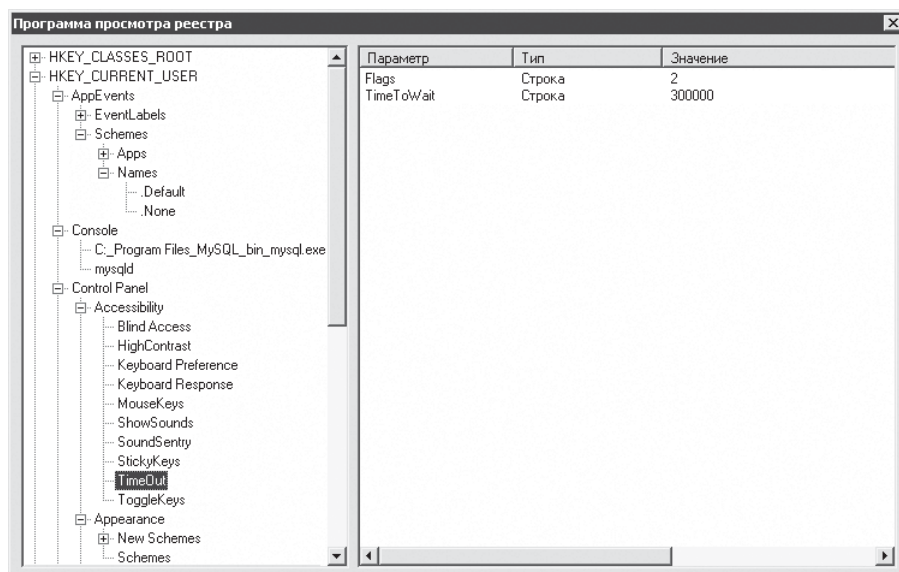 Программа просмотра реестра
HKEY_CLASSES_ROOT
HKEY_CURRENT_USER
AppEvents
EventLabels
Schemes
Apps
Names
.Default
.None
Console
C:_Program Files_MySQL_bin_mysql.exe
mysqld
Control Panel
Accessibility
Blind Access
HighContrast
Keyboard Preference
Keyboard Response
MouseKeys
ShowSounds
SoundSentry
StickyKeys
TimeOut
ToggleKeys
Appearance
New Schemes
Schemes
Параметр Тип Значение
Flags Строка 2
TimeToWait Строка 300000